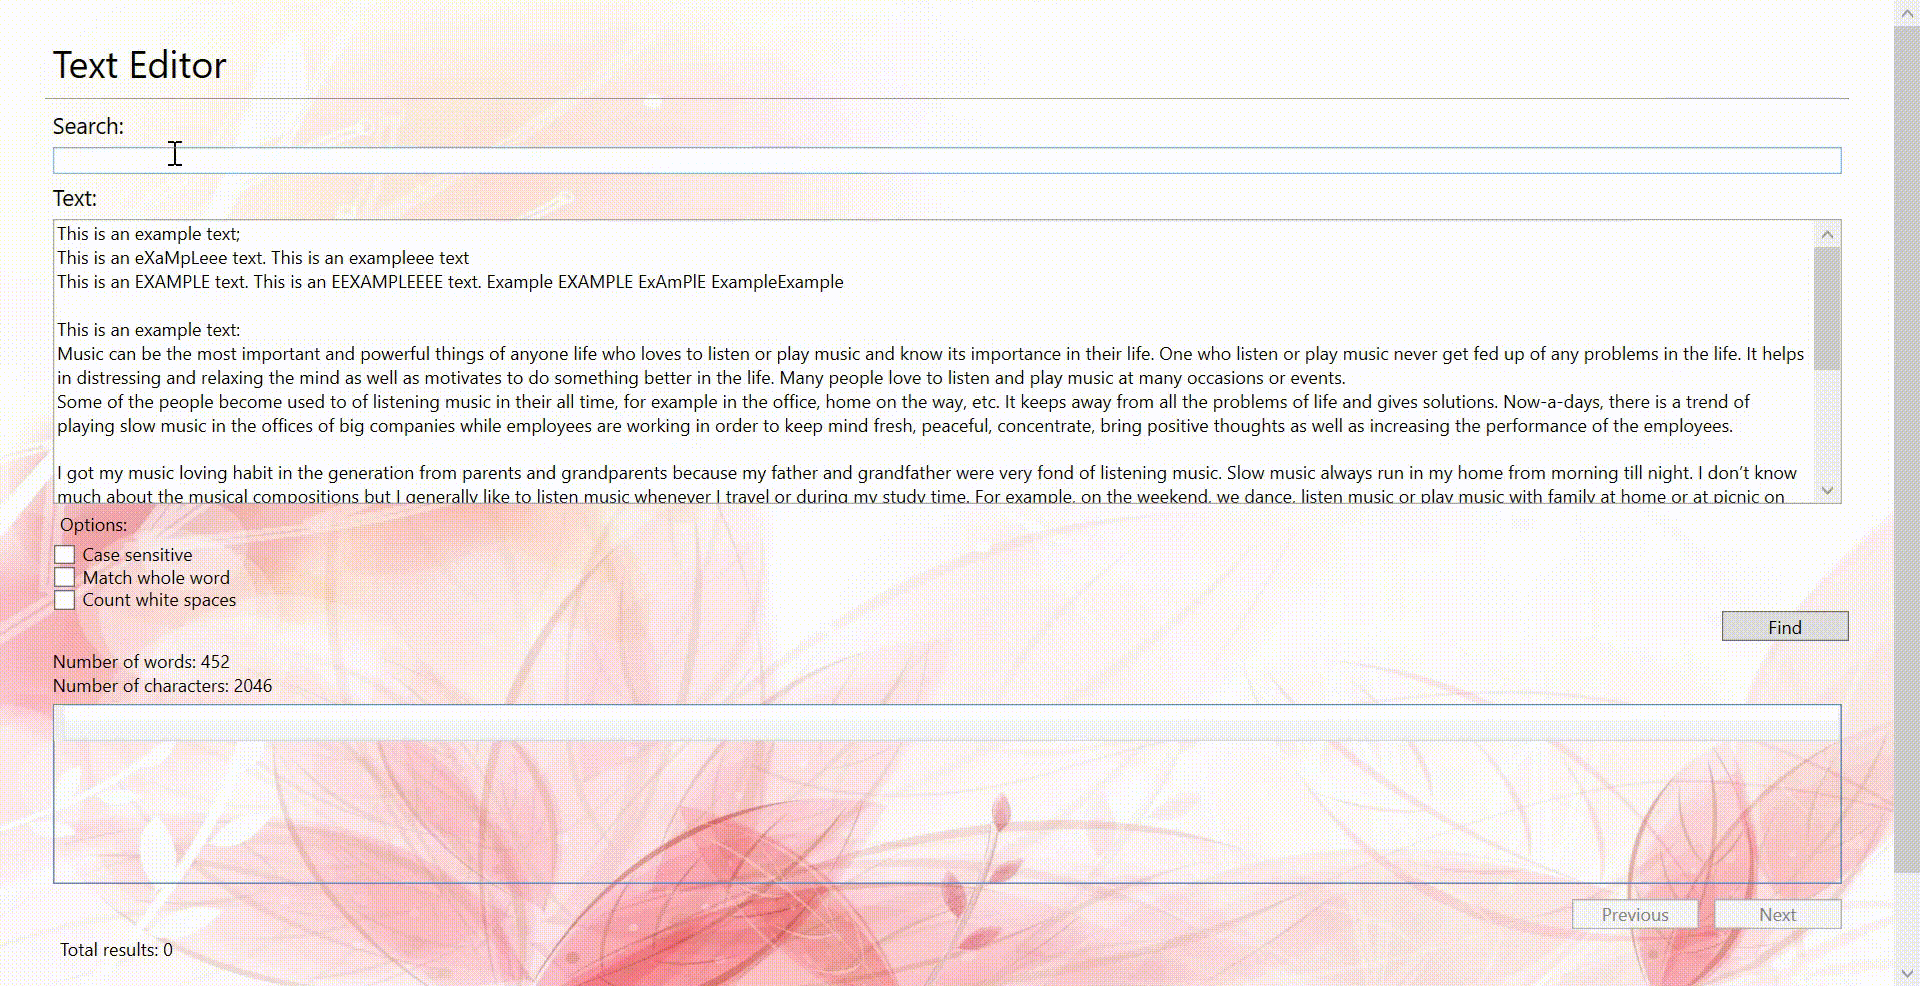 Text Editor
Search:
Text:
This is an example text;
This is an eXaMpLeee text. This is an exampleee text
This is an EXAMPLE text. This is an EEXAMPLEEEE text. Example EXAMPLE ExAmPlE ExampleExample
This is an example text:
Music can be the most important and powerful things of anyone life who loves to listen or play music and know its importance in their life. One who listen or play music never get fed up of any problems in the life. It helps
in distressing and relaxing the mind as well as motivates to do something better in the life. Many people love to listen and play music at many occasions or events.
Some of the people become used to of listening music in their all time, for example in the office, home on the way, etc. It keeps away from all the problems of life and gives solutions. Now-a-days, there is a trend of
playing slow music in the offices of big companies while employees are working in order to keep mind fresh, peaceful, concentrate, bring positive thoughts as well as increasing the performance of the employees.
I got my music loving habit in the generation from parents and grandparents because my father and grandfather were very fond of listening music. Slow music always run in my home from morning till night. I don’t know
much about the musical compositions but I generally like to listen music whenever I travel or during my study time. For example, on the weekend, we dance, listen music or play music with family at home or at picnic on
Options:
Case sensitive
Match whole word
Count white spaces
Find
Number of words: 452
Number of characters: 2046
Previous
Next
Total results: 0